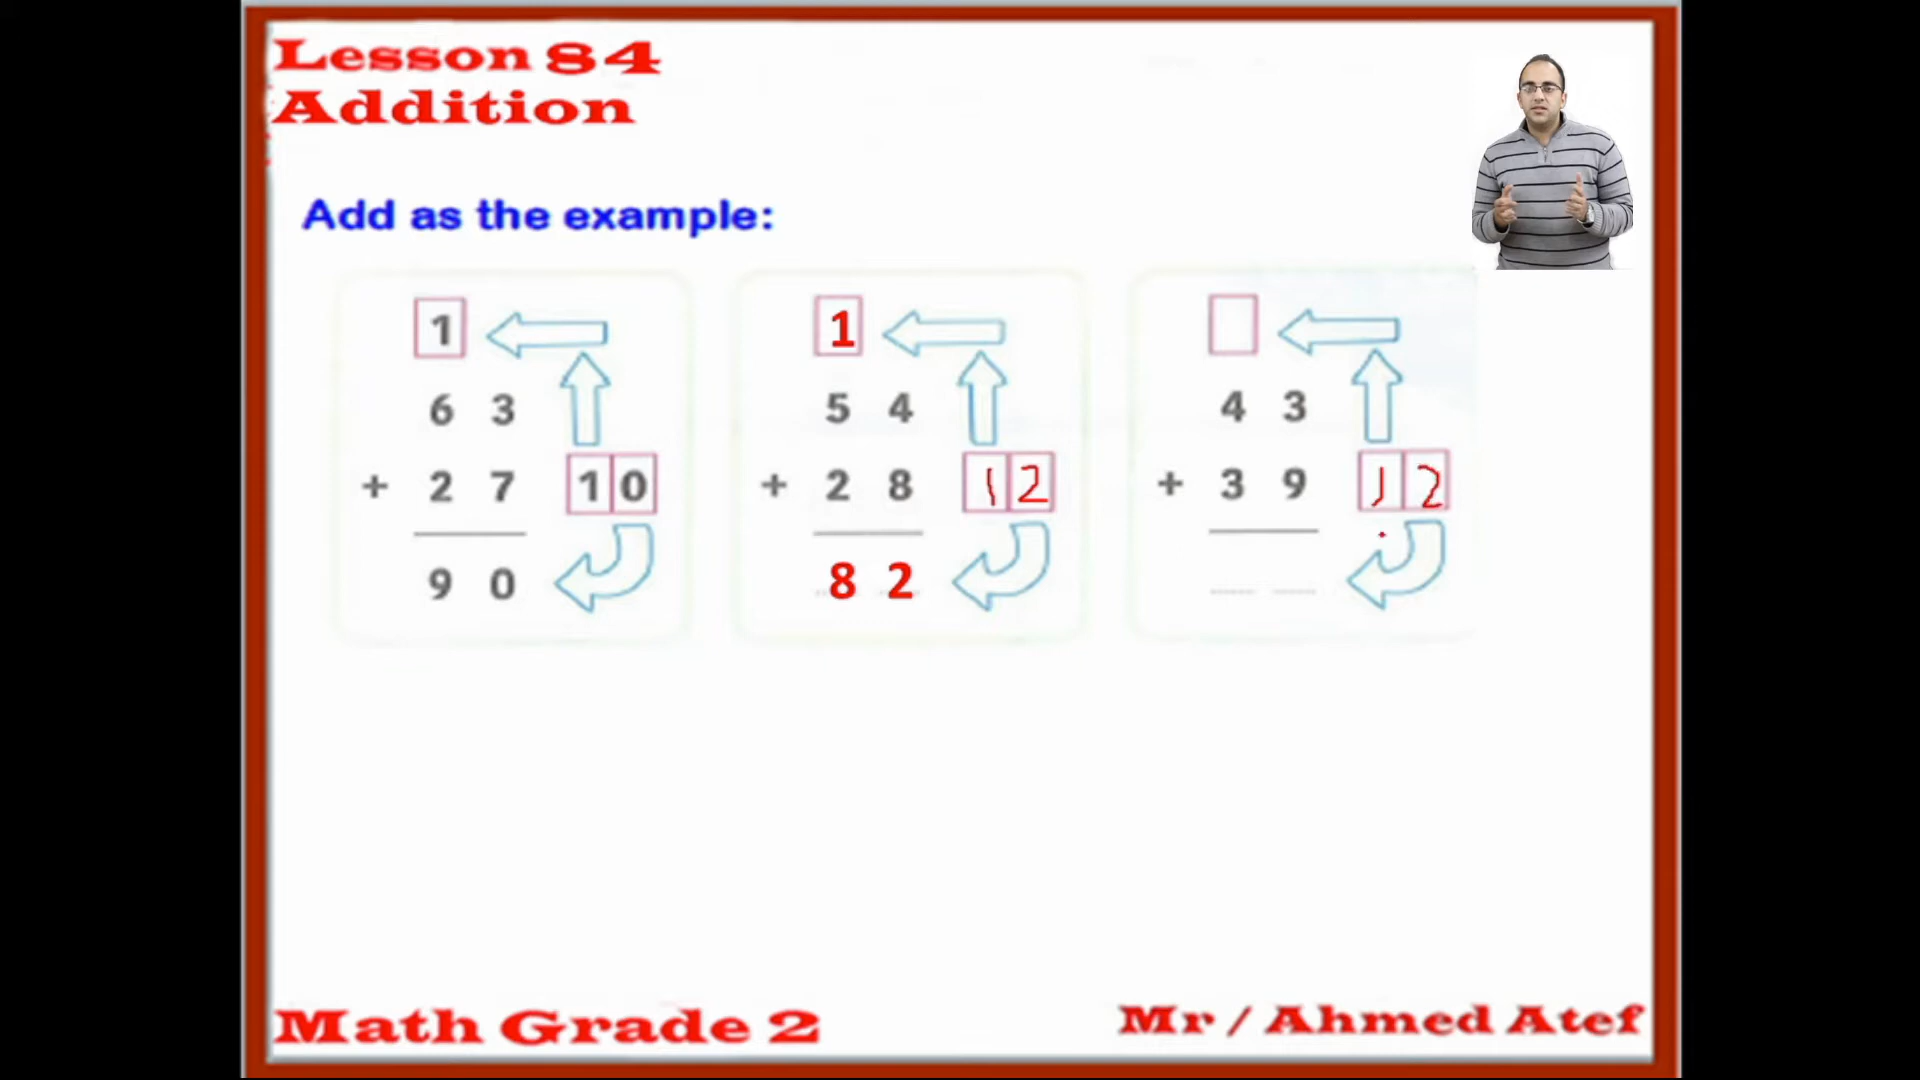 Lesson 84
Addition
Add as the example:
1
6 3
+ 2 7 10
9 0
1
5 4
+ 2 8 12
8 2
4 3
+ 3 9 12
Math Grade 2
Mr / Ahmed Atef